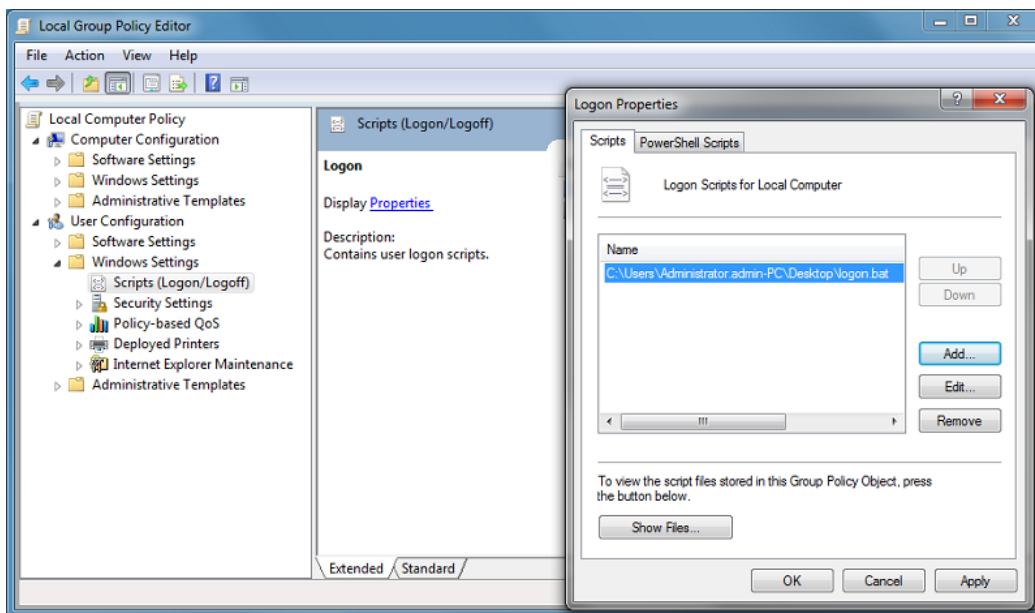 Local Group Policy Editor
File Action View Help
Local Computer Policy
Computer Configuration
Software Settings
Windows Settings
Administrative Templates
User Configuration
Software Settings
Windows Settings
Scripts (Logon/Logoff)
Security Settings
Policy-based QoS
Deployed Printers
Internet Explorer Maintenance
Administrative Templates
Scripts (Logon/Logoff)
Logon
Display Properties
Description:
Contains user logon scripts.
Extended Standard
Logon Properties
Scripts PowerShell Scripts
Logon Scripts for Local Computer
Name
C:\Users\Administrator.admin-PC\Desktop\logon.bat
Up
Down
Add...
Edit...
Remove
To view the script files stored in this Group Policy Object, press
the button below.
Show Files...
OK Cancel Apply